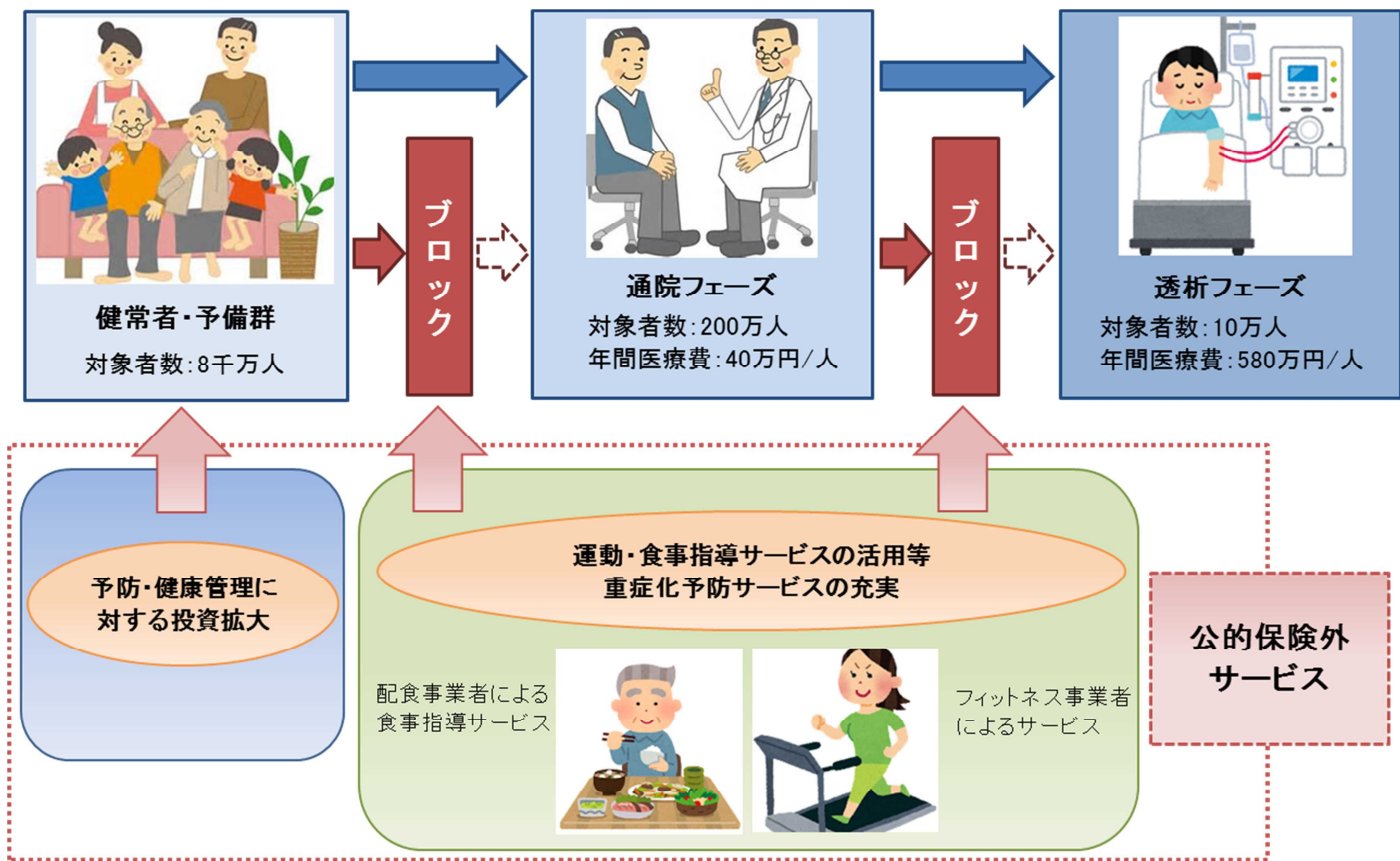 健常者・予備群
対象者数：8千万人
ブロック
通院フェーズ
対象者数：200万人
年間医療費：40万円/人
ブロック
透析フェーズ
対象者数：10万人
年間医療費：580万円/人
予防・健康管理に
対する投資拡大
運動・食事指導サービスの活用等
重症化予防サービスの充実
配食事業者による
食事指導サービス
フィットネス事業者
によるサービス
公的保険外
サービス